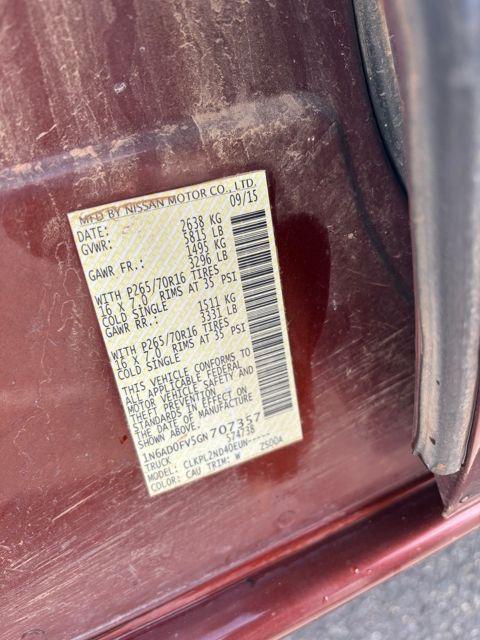 MFD BY NISSAN MOTOR CO., LTD.
DATE: 09/15
GVWR: 2638 KG
5815 LB
GAWR FR.: 1495 KG
3296 LB
WITH P265/70R16 TIRES
16 X 7.0 RIMS AT 35 PSI
COLD SINGLE
GAWR RR.: 1511 KG
3331 LB
WITH P265/70R16 TIRES
16 X 7.0 RIMS AT 35 PSI
COLD SINGLE
THIS VEHICLE CONFORMS TO
ALL APPLICABLE FEDERAL
MOTOR VEHICLE SAFETY AND
THEFT PREVENTION
STANDARDS IN EFFECT ON
THE DATE OF MANUFACTURE
SHOWN ABOVE.
1N6AD0FV5GN707357
TRUCK 574738
MODEL: CLKPL2ND40EUN-----
COLOR: CAU TRIM: W Z500A